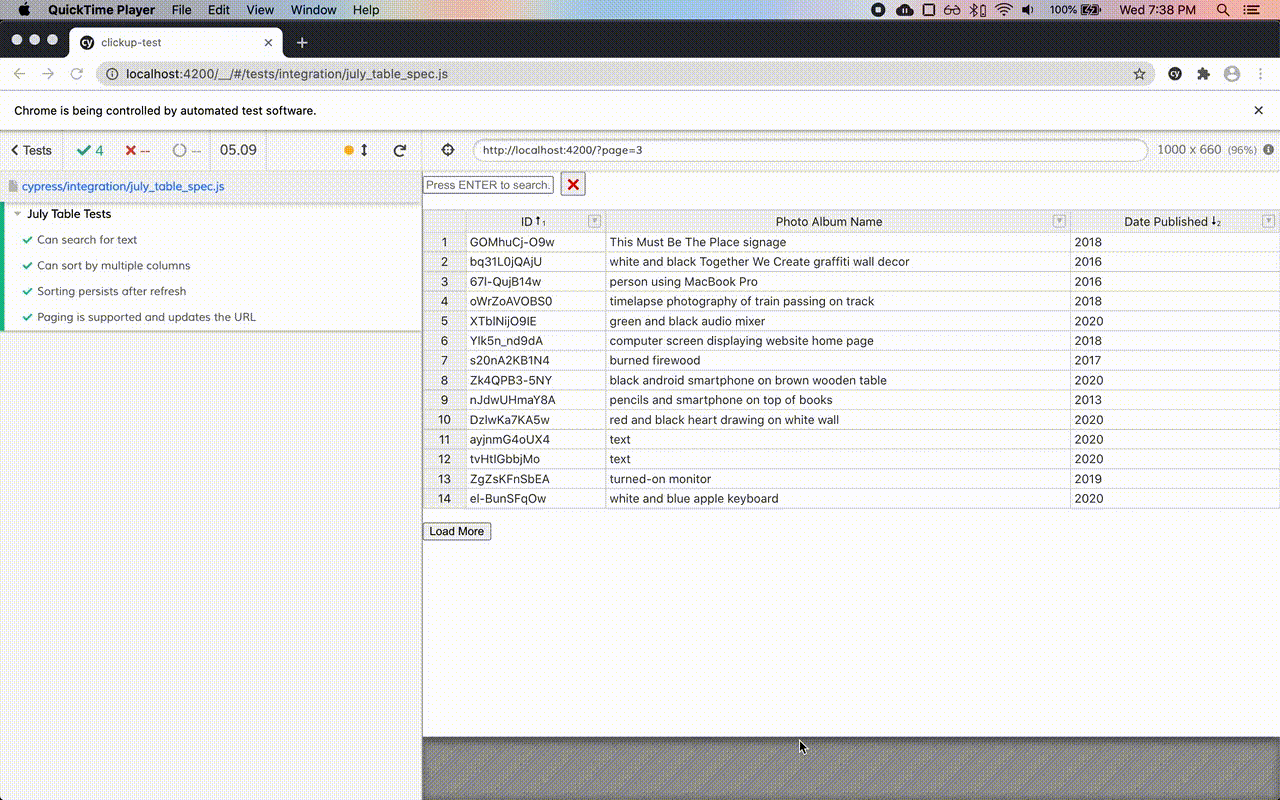 QuickTime Player File Edit View Window Help 100% Wed 7:38 PM
cy clickup-test
localhost:4200/__/#/tests/integration/july_table_spec.js cy
Chrome is being controlled by automated test software.
Tests 4 -- -- 05.09 http://localhost:4200/?page=3 1000 x 660 (96%)
cypress/integration/july_table_spec.js
July Table Tests
Can search for text
Can sort by multiple columns
Sorting persists after refresh
Paging is supported and updates the URL
Press ENTER to search.
ID 1 Photo Album Name Date Published 2
1 GOMhuCj-O9w This Must Be The Place signage 2018
2 bq31L0jQAjU white and black Together We Create graffiti wall decor 2016
3 67l-QujB14w person using MacBook Pro 2016
4 oWrZoAVOBS0 timelapse photography of train passing on track 2018
5 XTblNijO9IE green and black audio mixer 2020
6 Ylk5n_nd9dA computer screen displaying website home page 2018
7 s20nA2KB1N4 burned firewood 2017
8 Zk4QPB3-5NY black android smartphone on brown wooden table 2020
9 nJdwUHmaY8A pencils and smartphone on top of books 2013
10 DzlwKa7KA5w red and black heart drawing on white wall 2020
11 ayjnmG4oUX4 text 2020
12 tvHtIGbbjMo text 2020
13 ZgZsKFnSbEA turned-on monitor 2019
14 el-BunSFqOw white and blue apple keyboard 2020
Load More